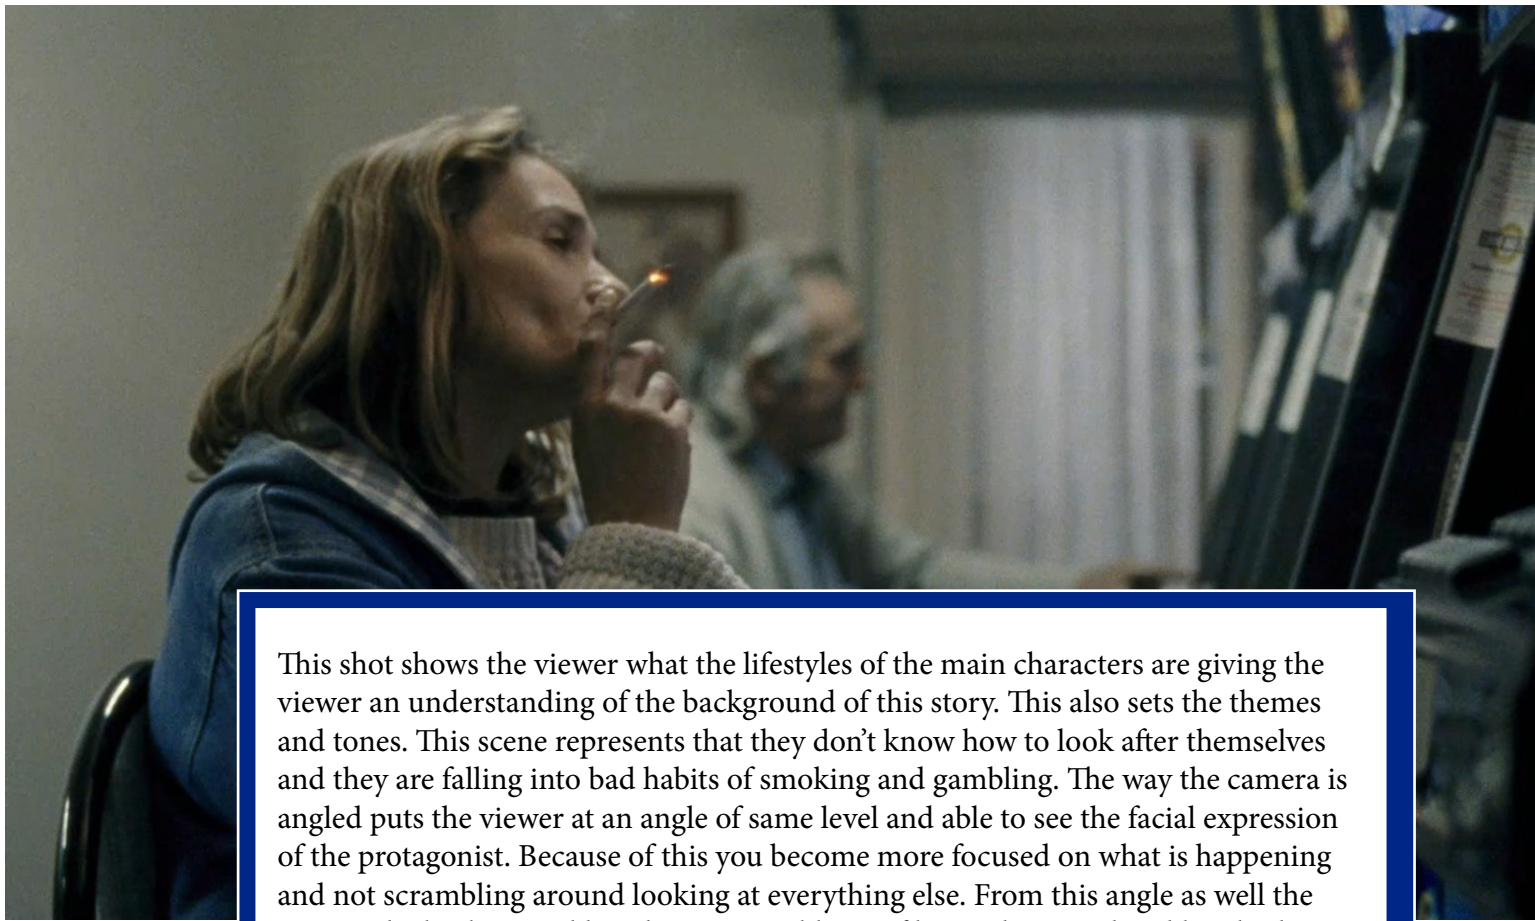 This shot shows the viewer what the lifestyles of the main characters are giving the
viewer an understanding of the background of this story. This also sets the themes
and tones. This scene represents that they don’t know how to look after themselves
and they are falling into bad habits of smoking and gambling. The way the camera is
angled puts the viewer at an angle of same level and able to see the facial expression
of the protagonist. Because of this you become more focused on what is happening
and not scrambling around looking at everything else. From this angle as well the